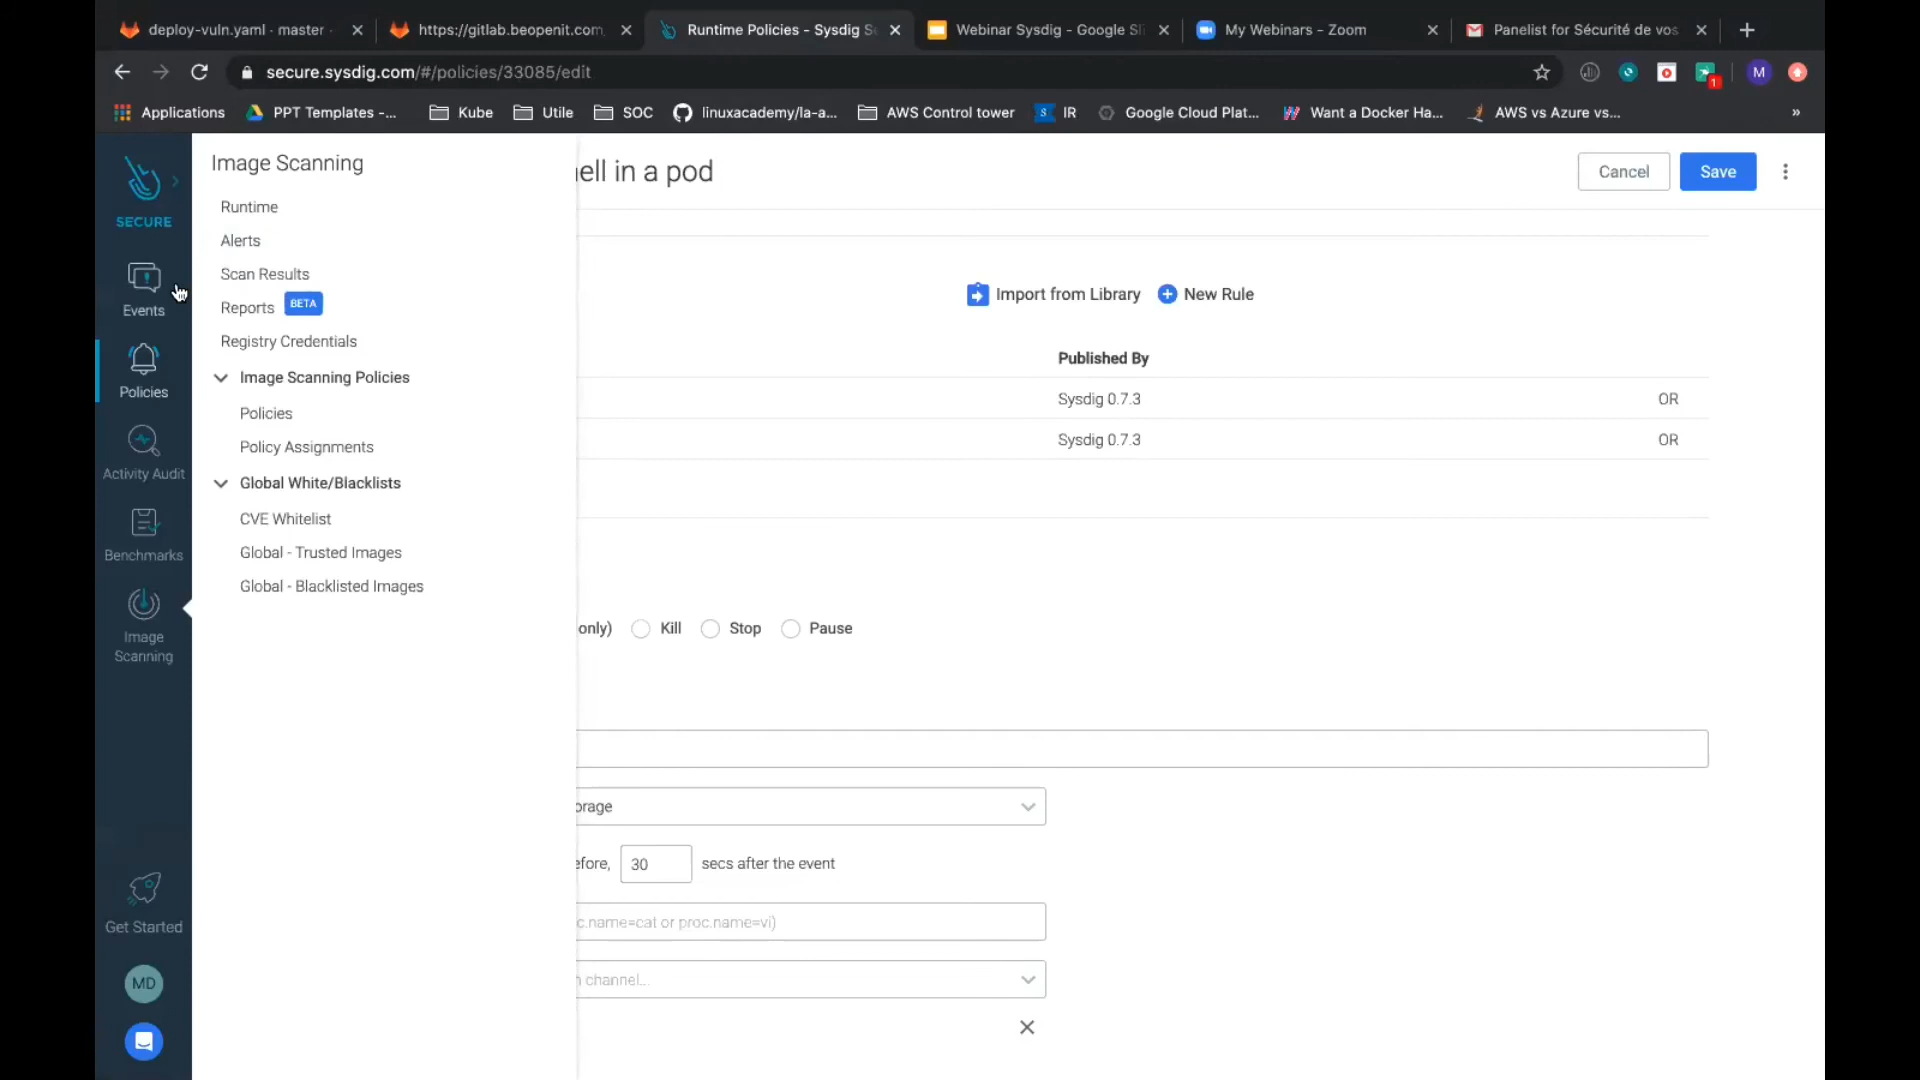 deploy-vuln.yaml · master ·
https://gitlab.beopenit.com
Runtime Policies - Sysdig S
Webinar Sysdig - Google Sli
My Webinars - Zoom
Panelist for Sécurité de vos
secure.sysdig.com/#/policies/33085/edit
1
M
Applications
PPT Templates -...
Kube
Utile
SOC
linuxacademy/la-a...
AWS Control tower
IR
Google Cloud Plat...
Want a Docker Ha...
AWS vs Azure vs...
»
SECURE
Events
Policies
Activity Audit
Benchmarks
Image
Scanning
Get Started
MD
Image Scanning
Runtime
Alerts
Scan Results
Reports BETA
Registry Credentials
Image Scanning Policies
Policies
Policy Assignments
Global White/Blacklists
CVE Whitelist
Global - Trusted Images
Global - Blacklisted Images
ell in a pod
Cancel
Save
Import from Library
New Rule
Published By
Sysdig 0.7.3 OR
Sysdig 0.7.3 OR
only) Kill Stop Pause
orage
efore, 30 secs after the event
c.name=cat or proc.name=vi)
n channel...